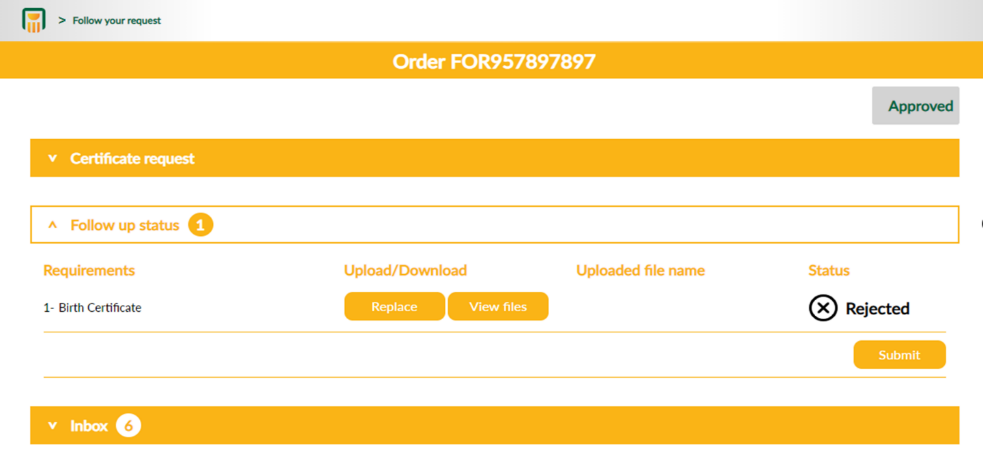 > Follow your request
Order FOR957897897
Approved
Certificate request
Follow up status 1
Requirements Upload/Download Uploaded file name Status
1- Birth Certificate Replace View files Rejected
Submit
Inbox 6